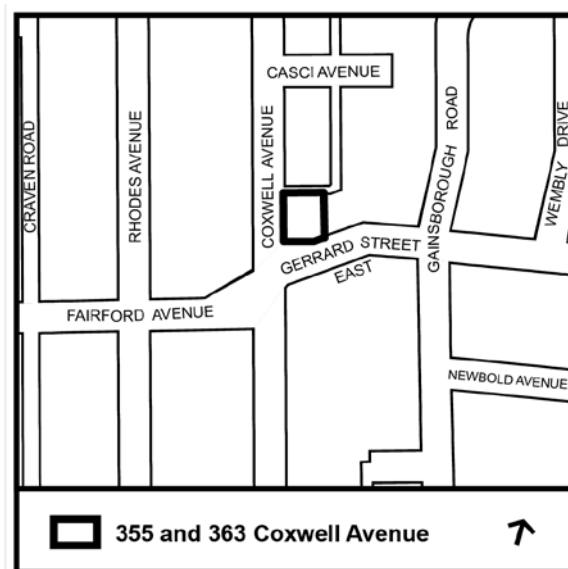 CASCI AVENUE
CRAVEN ROAD
RHODES AVENUE
COXWELL AVENUE
GAINSBOROUGH ROAD
WEMBLY DRIVE
GERRARD STREET
EAST
FAIRFORD AVENUE
NEWBOLD AVENUE
355 and 363 Coxwell Avenue